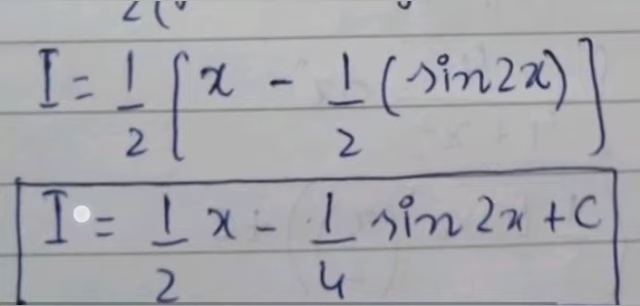 I = 1/2 [x - 1/2 (sin2x)]
I = 1/2 x - 1/4 sin 2x + C